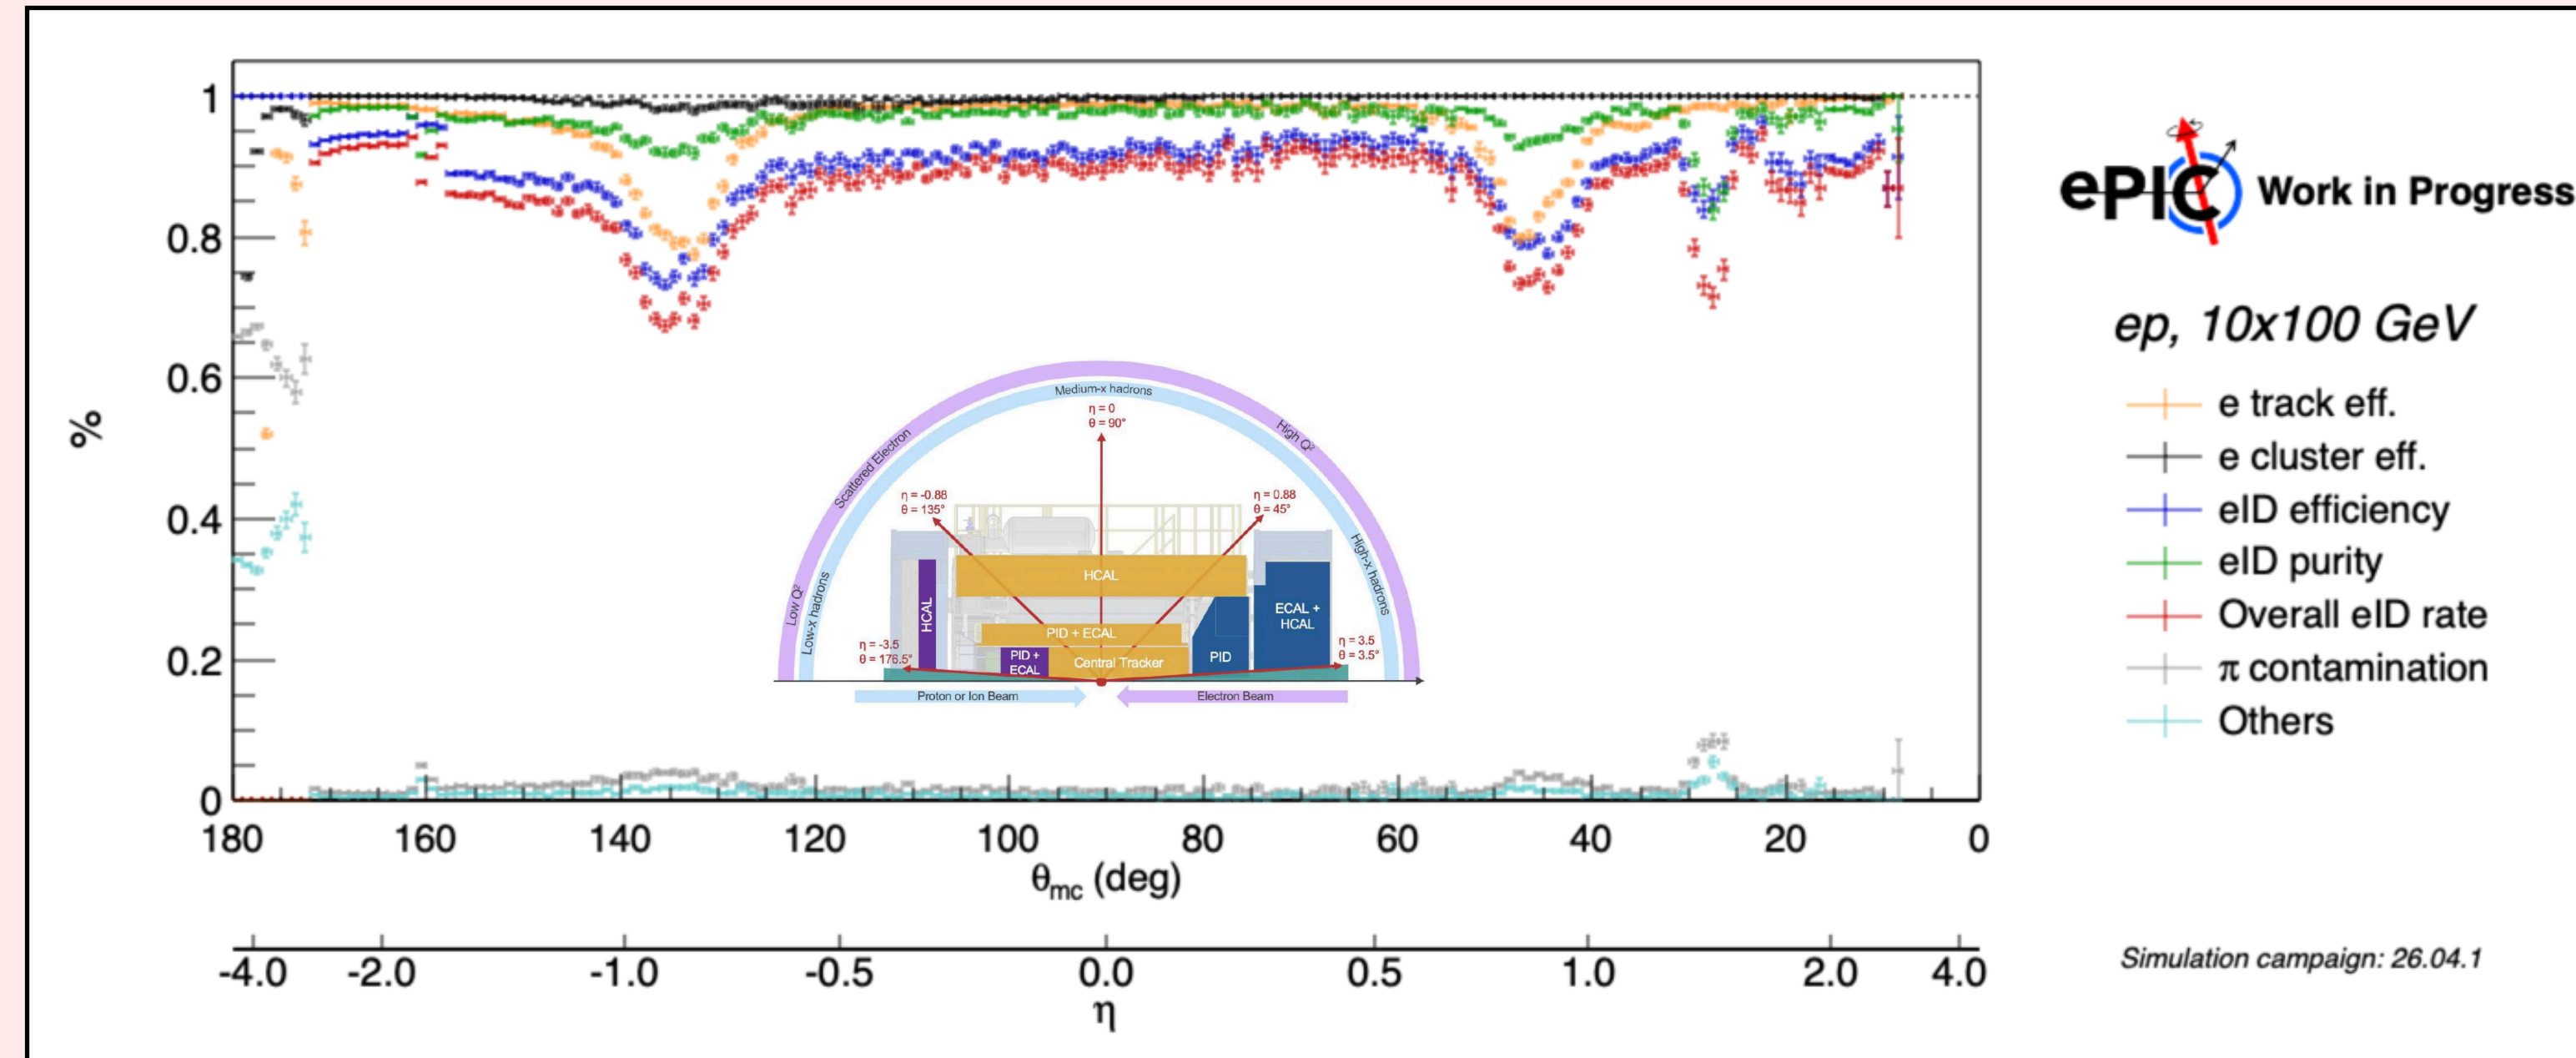 1
0.8
0.6
0.4
0.2
0
%
180 160 140 120 100 80 60 40 20 0
θmc (deg)
-4.0 -2.0 -1.0 -0.5 0.0 0.5 1.0 2.0 4.0
η
Medium-x hadrons
η = 0
θ = 90°
Scattered Electron
High Q²
η = -0.88
θ = 135°
η = 0.88
θ = 45°
Low Q²
Low-x hadrons
High-x hadrons
HCAL
HCAL
ECAL +
HCAL
PID + ECAL
PID +
ECAL
Central Tracker
PID
η = -3.5
θ = 176.5°
η = 3.5
θ = 3.5°
Proton or Ion Beam
Electron Beam
ePIC Work in Progress
ep, 10x100 GeV
e track eff.
e cluster eff.
eID efficiency
eID purity
Overall eID rate
π contamination
Others
Simulation campaign: 26.04.1